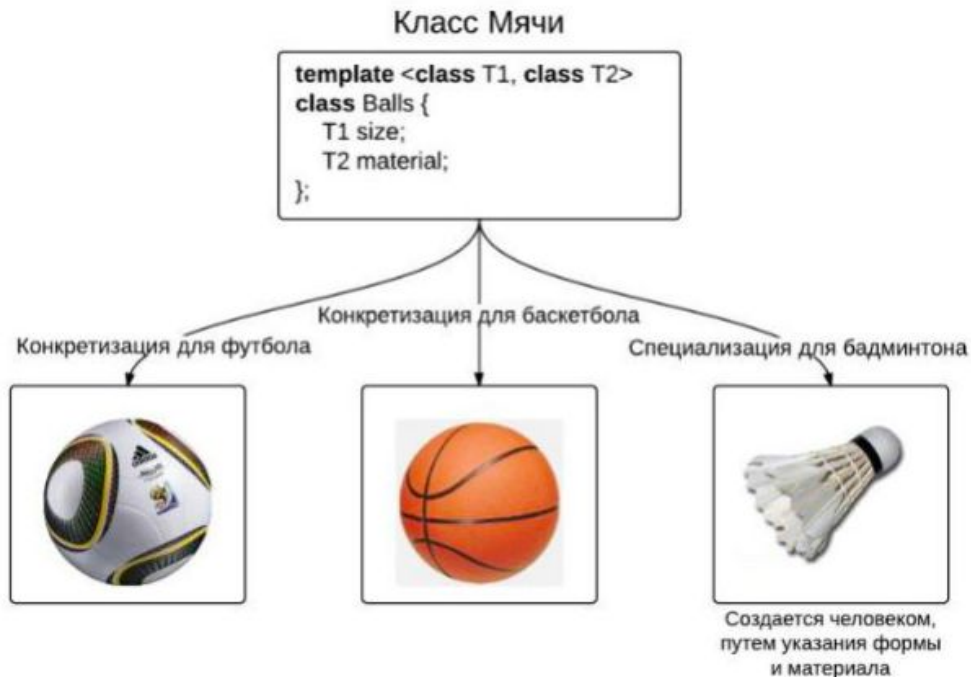 Класс Мячи
template <class T1, class T2>
class Balls {
T1 size;
T2 material;
};
Конкретизация для футбола
Конкретизация для баскетбола
Специализация для бадминтона
adidas
Создается человеком,
путем указания формы
и материала